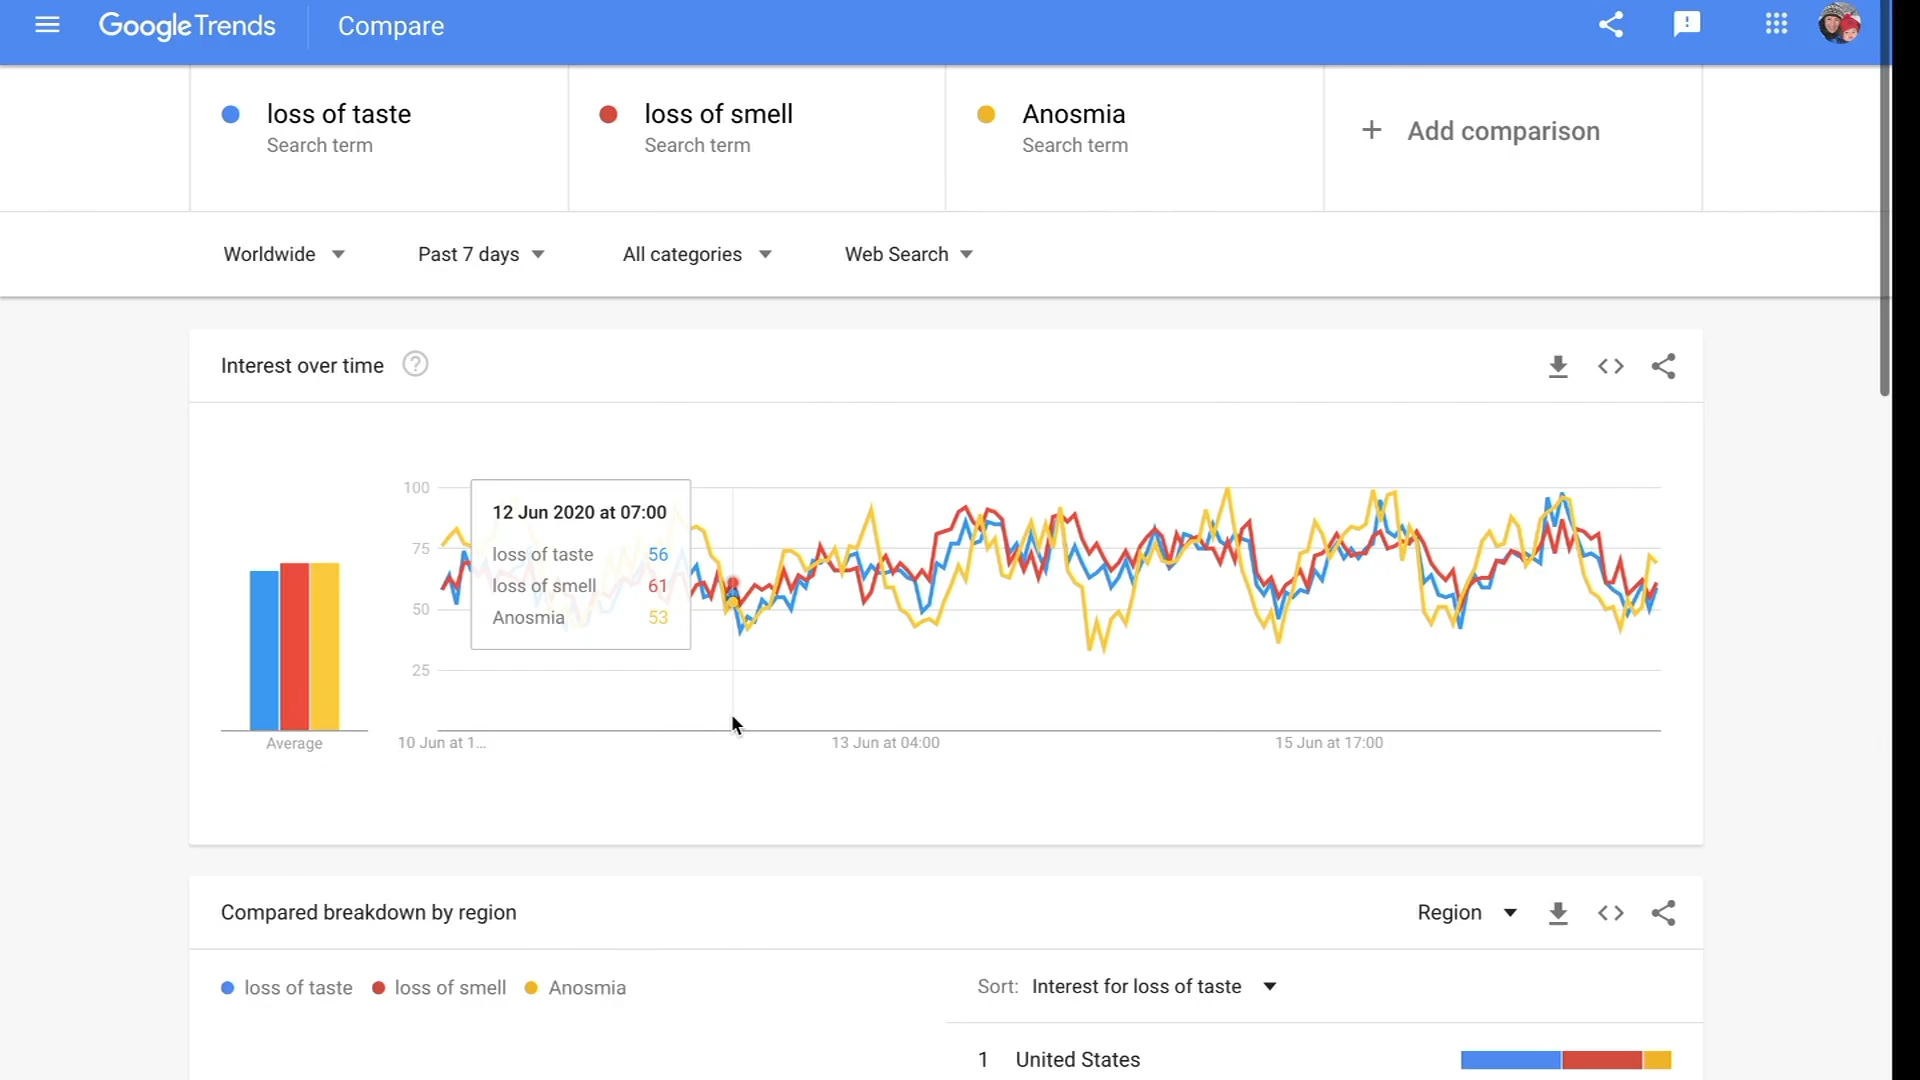 Google Trends Compare
loss of taste
Search term
loss of smell
Search term
Anosmia
Search term
+ Add comparison
Worldwide Past 7 days All categories Web Search
Interest over time ?
100
75
50
25
12 Jun 2020 at 07:00
loss of taste 56
loss of smell 61
Anosmia 53
Average
10 Jun at 1... 13 Jun at 04:00 15 Jun at 17:00
Compared breakdown by region Region
loss of taste loss of smell Anosmia
Sort: Interest for loss of taste
1 United States